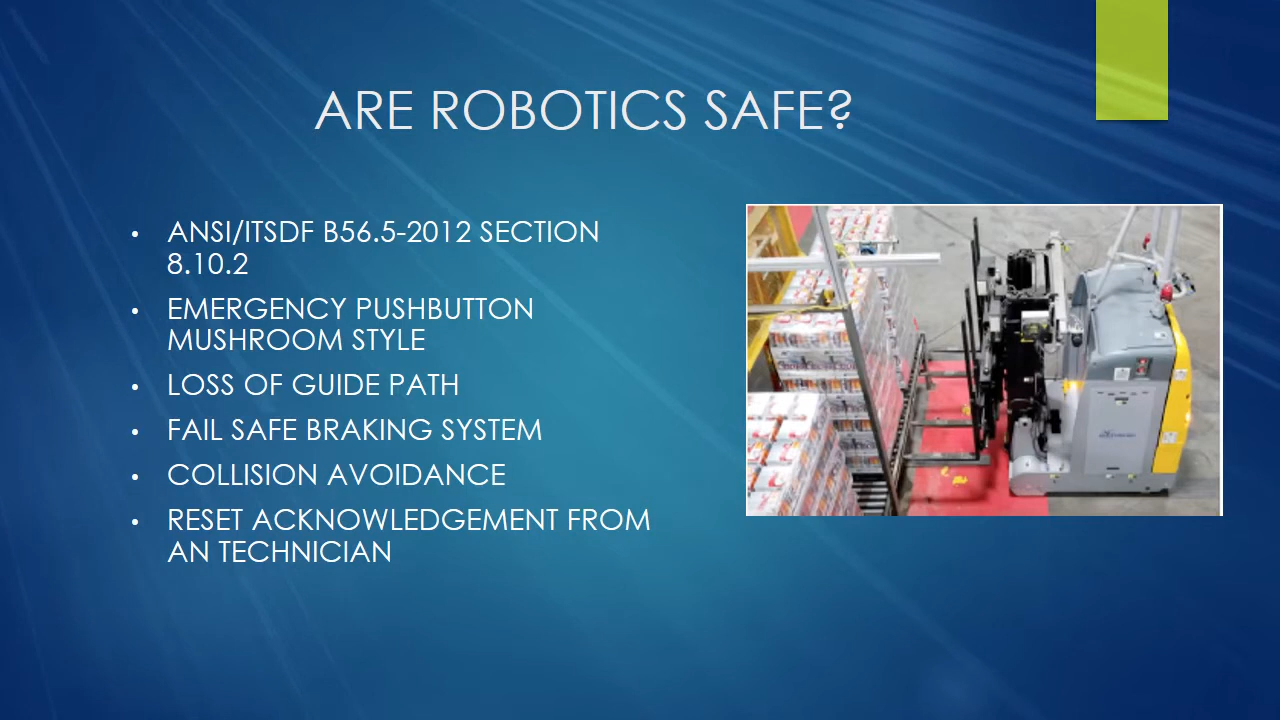 ARE ROBOTICS SAFE?
• ANSI/ITSDF B56.5-2012 SECTION
8.10.2
• EMERGENCY PUSHBUTTON
MUSHROOM STYLE
• LOSS OF GUIDE PATH
• FAIL SAFE BRAKING SYSTEM
• COLLISION AVOIDANCE
• RESET ACKNOWLEDGEMENT FROM
AN TECHNICIAN